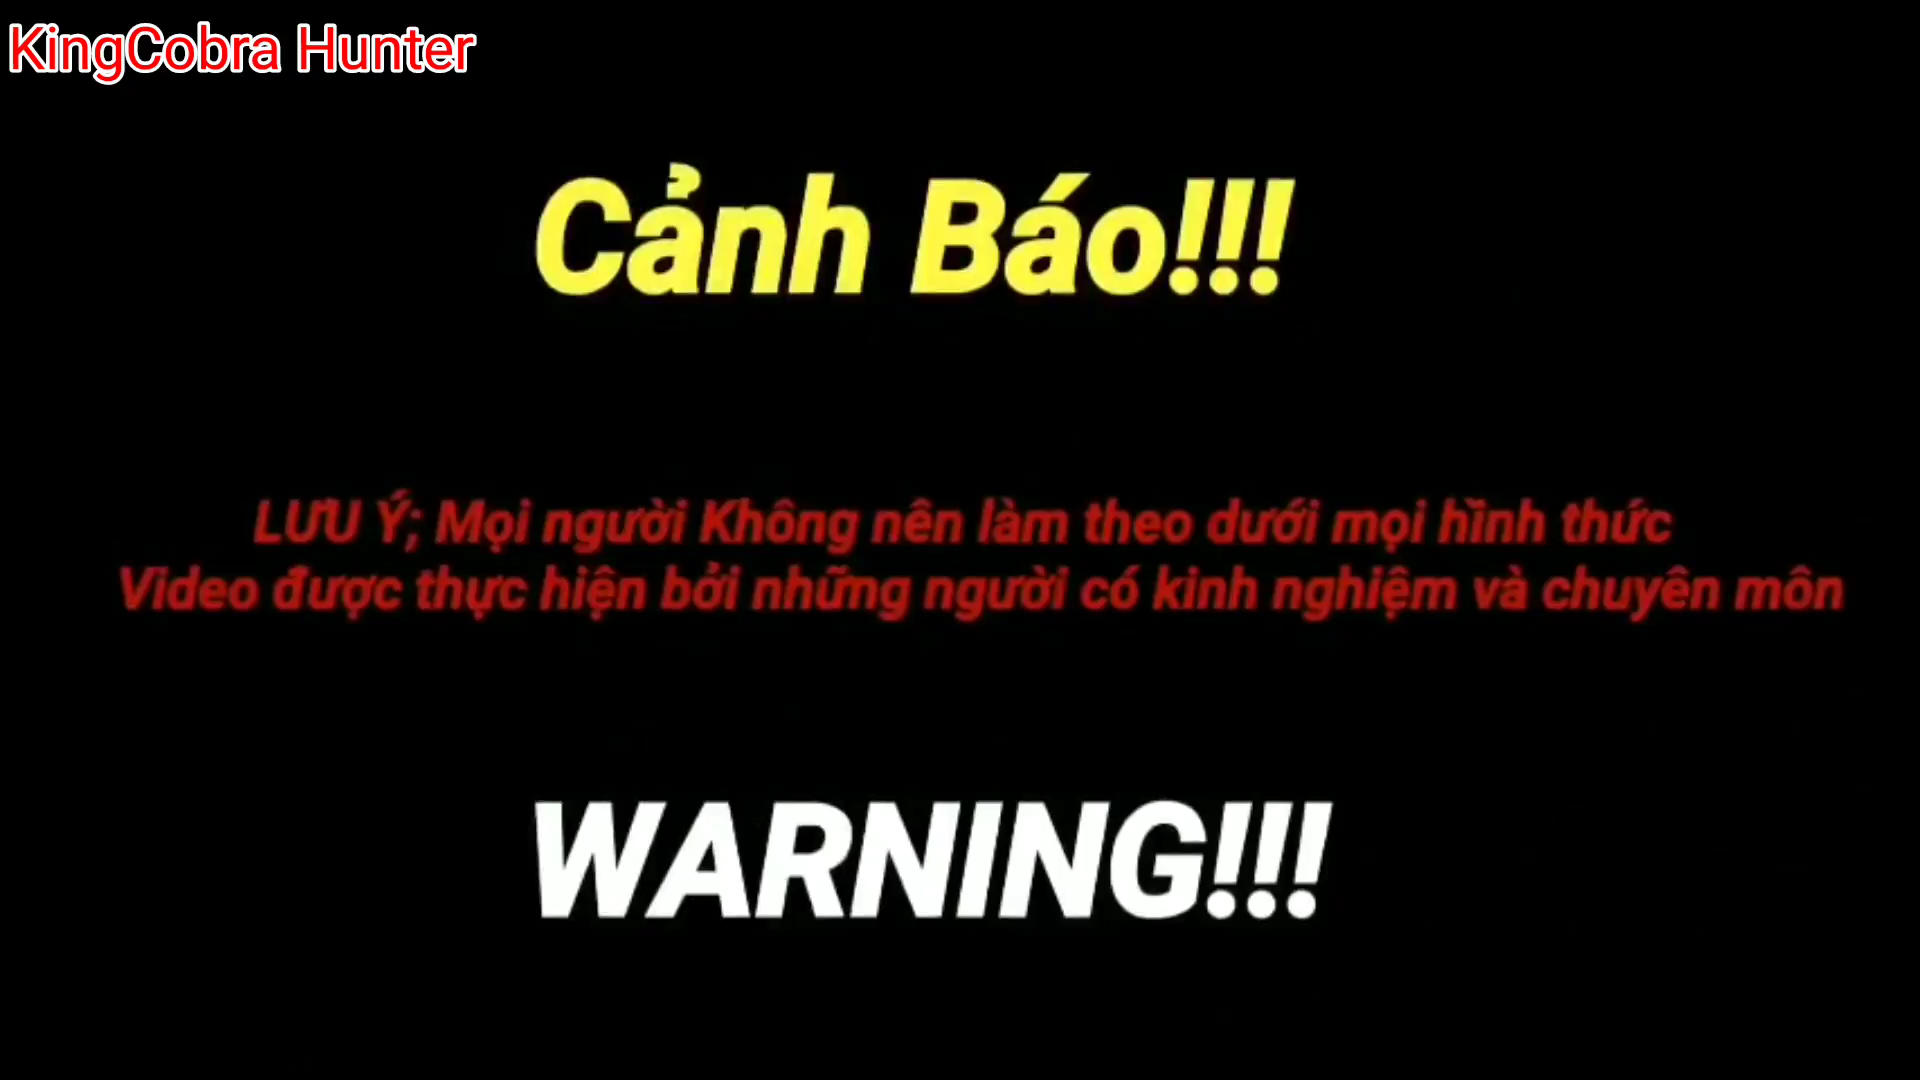 KingCobra Hunter
Cảnh Báo!!!
LƯU Ý; Mọi người Không nên làm theo dưới mọi hình thức
Video được thực hiện bởi những người có kinh nghiệm và chuyên môn
WARNING!!!